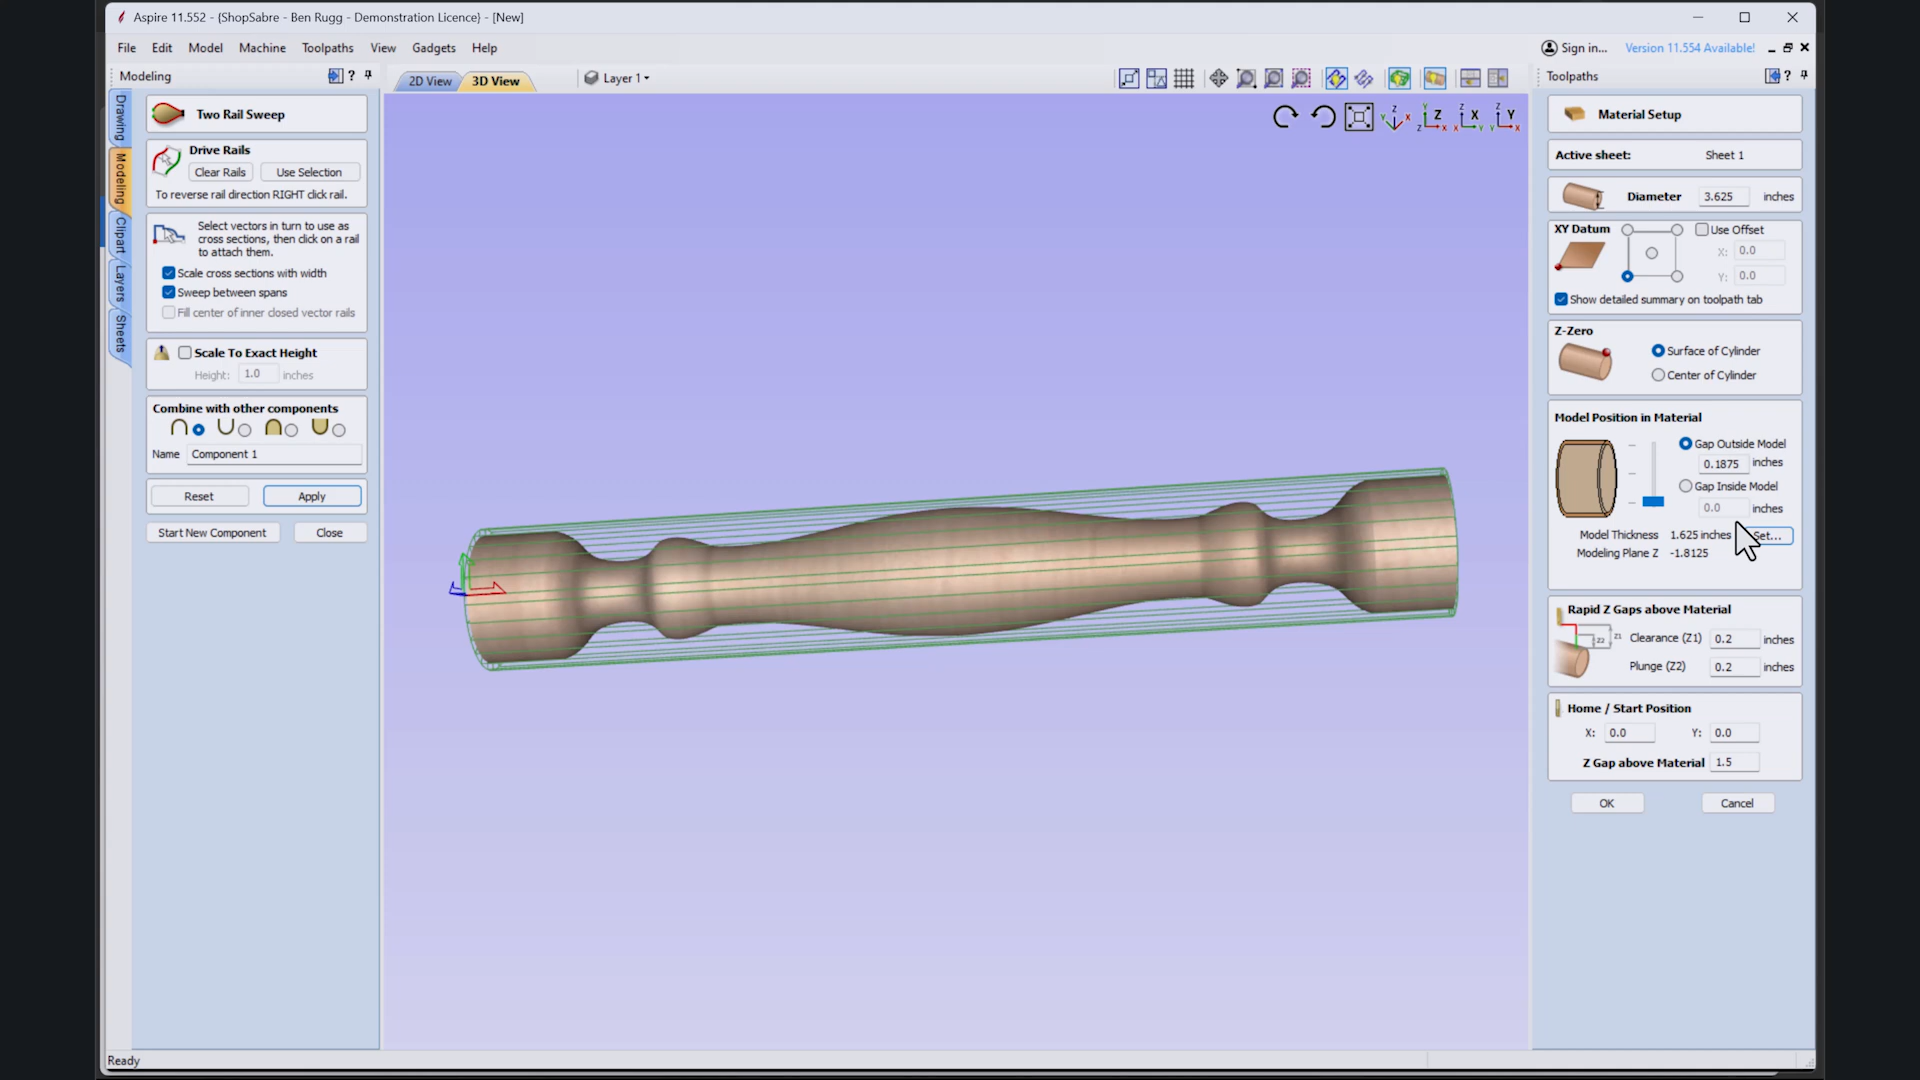 Aspire 11.552 - {ShopSabre - Ben Rugg - Demonstration Licence} - [New]
File Edit Model Machine Toolpaths View Gadgets Help
Sign in... Version 11.554 Available!
Modeling
?
2D View
3D View
Layer 1
Toolpaths
?
Drawing
Modeling
Clipart
Layers
Sheets
Two Rail Sweep
Drive Rails
Clear Rails
Use Selection
To reverse rail direction RIGHT click rail.
Select vectors in turn to use as
cross sections, then click on a rail
to attach them.
Scale cross sections with width
Sweep between spans
Fill center of inner closed vector rails
Scale To Exact Height
Height: 1.0 inches
Combine with other components
Name Component 1
Reset
Apply
Start New Component
Close
Material Setup
Active sheet: Sheet 1
Diameter 3.625 inches
XY Datum
Use Offset
X: 0.0
Y: 0.0
Show detailed summary on toolpath tab
Z-Zero
Surface of Cylinder
Center of Cylinder
Model Position in Material
Gap Outside Model
0.1875 inches
Gap Inside Model
0.0 inches
Model Thickness 1.625 inches
Set...
Modeling Plane Z -1.8125
Rapid Z Gaps above Material
Z1
Z2
Clearance (Z1) 0.2 inches
Plunge (Z2) 0.2 inches
Home / Start Position
X: 0.0 Y: 0.0
Z Gap above Material 1.5
OK
Cancel
Ready